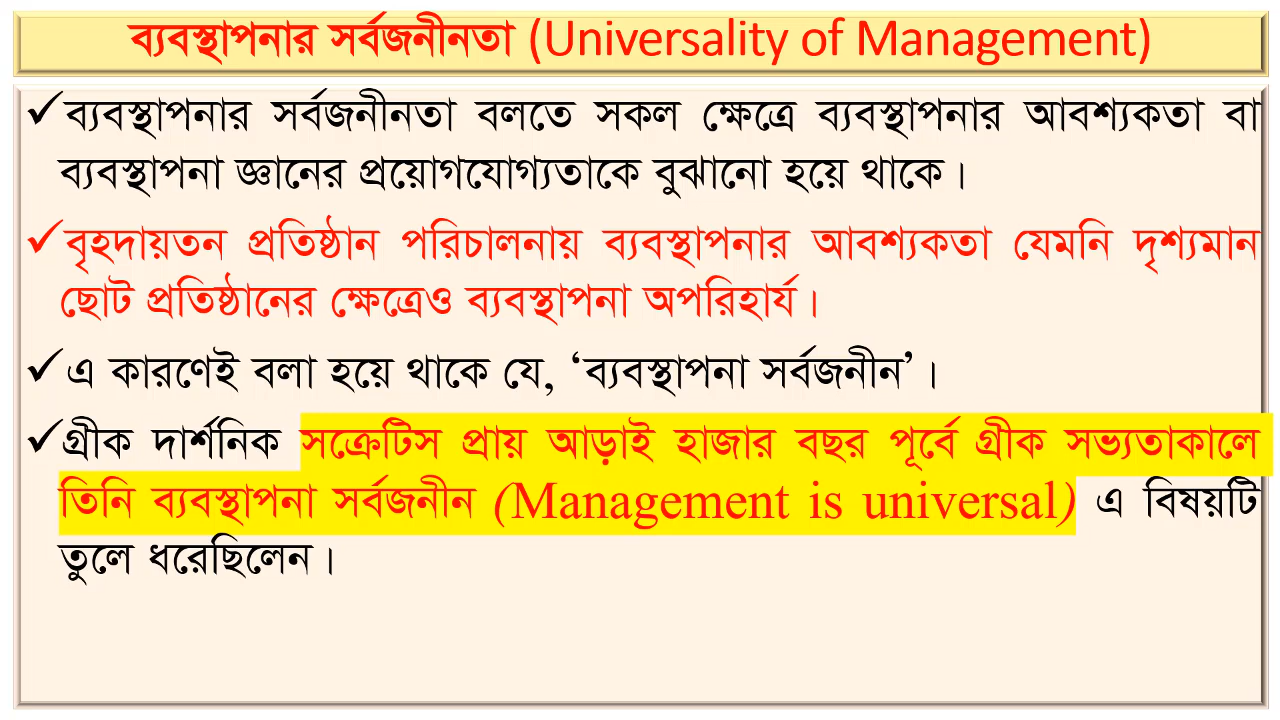 ব্যবস্থাপনার সর্বজনীনতা (Universality of Management)
✓ব্যবস্থাপনার সর্বজনীনতা বলতে সকল ক্ষেত্রে ব্যবস্থাপনার আবশ্যকতা বা
ব্যবস্থাপনা জ্ঞানের প্রয়োগযোগ্যতাকে বুঝানো হয়ে থাকে।
✓বৃহদায়তন প্রতিষ্ঠান পরিচালনায় ব্যবস্থাপনার আবশ্যকতা যেমনি দৃশ্যমান
ছোট প্রতিষ্ঠানের ক্ষেত্রেও ব্যবস্থাপনা অপরিহার্য।
✓এ কারণেই বলা হয়ে থাকে যে, ‘ব্যবস্থাপনা সর্বজনীন’।
✓গ্রীক দার্শনিক সক্রেটিস প্রায় আড়াই হাজার বছর পূর্বে গ্রীক সভ্যতাকালে
তিনি ব্যবস্থাপনা সর্বজনীন (Management is universal) এ বিষয়টি
তুলে ধরেছিলেন।